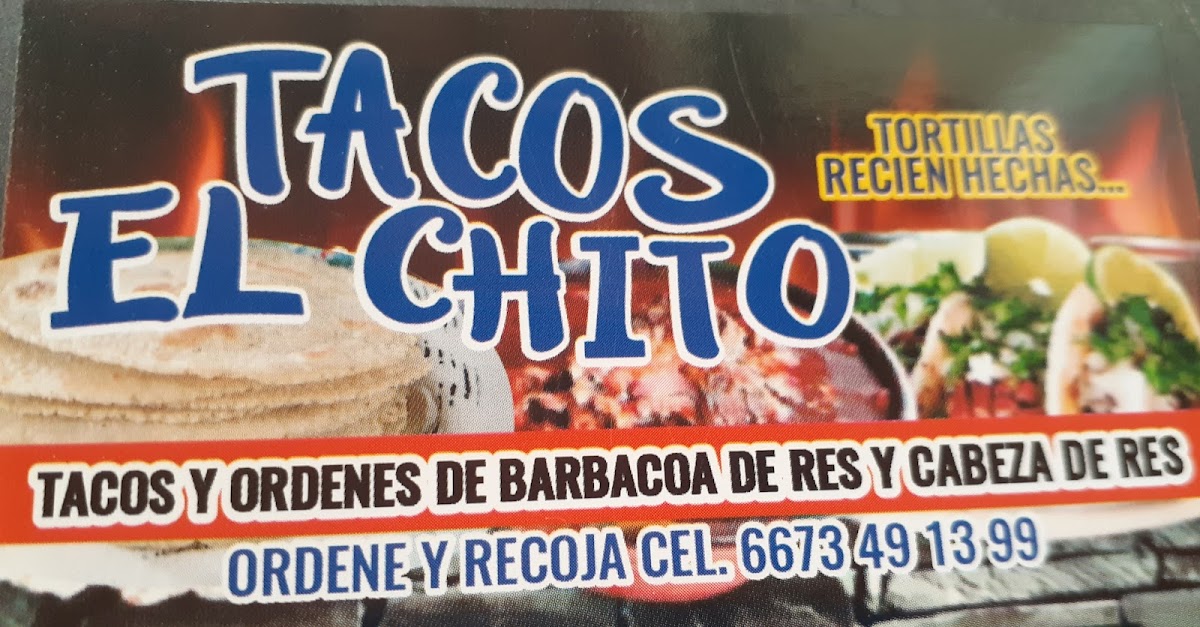 TACOS
EL CHITO
TORTILLAS
RECIEN HECHAS...
TACOS Y ORDENES DE BARBACOA DE RES Y CABEZA DE RES
ORDENE Y RECOJA CEL. 6673 49 13 99